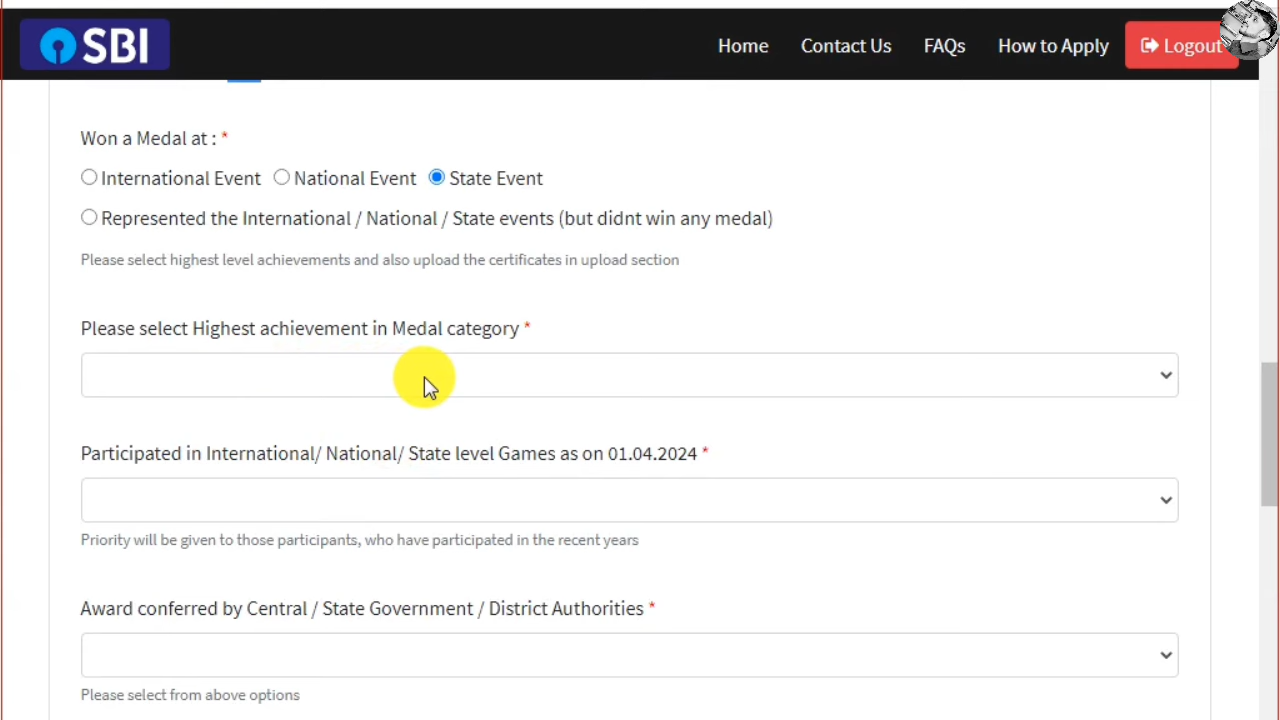 SBI
Home
Contact Us
FAQs
How to Apply
Logout
Won a Medal at : *
International Event
National Event
State Event
Represented the International / National / State events (but didnt win any medal)
Please select highest level achievements and also upload the certificates in upload section
Please select Highest achievement in Medal category *
Participated in International/ National/ State level Games as on 01.04.2024 *
Priority will be given to those participants, who have participated in the recent years
Award conferred by Central / State Government / District Authorities *
Please select from above options